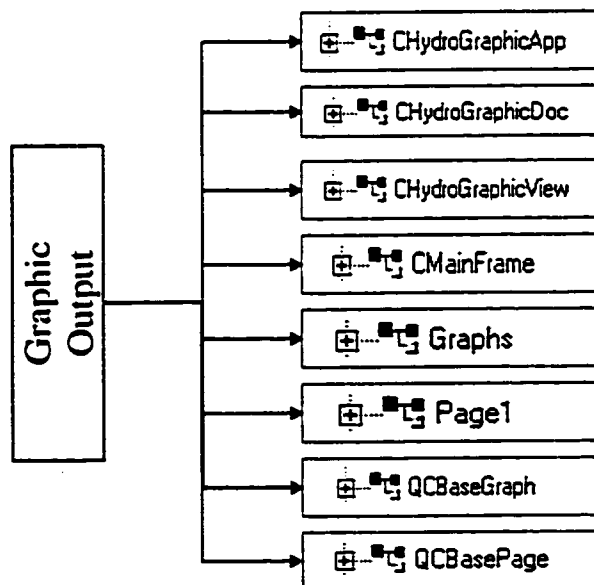 Graphic
Output
CHydroGraphicApp
CHydroGraphicDoc
CHydroGraphicView
CMainFrame
Graphs
Page1
QCBaseGraph
QCBasePage